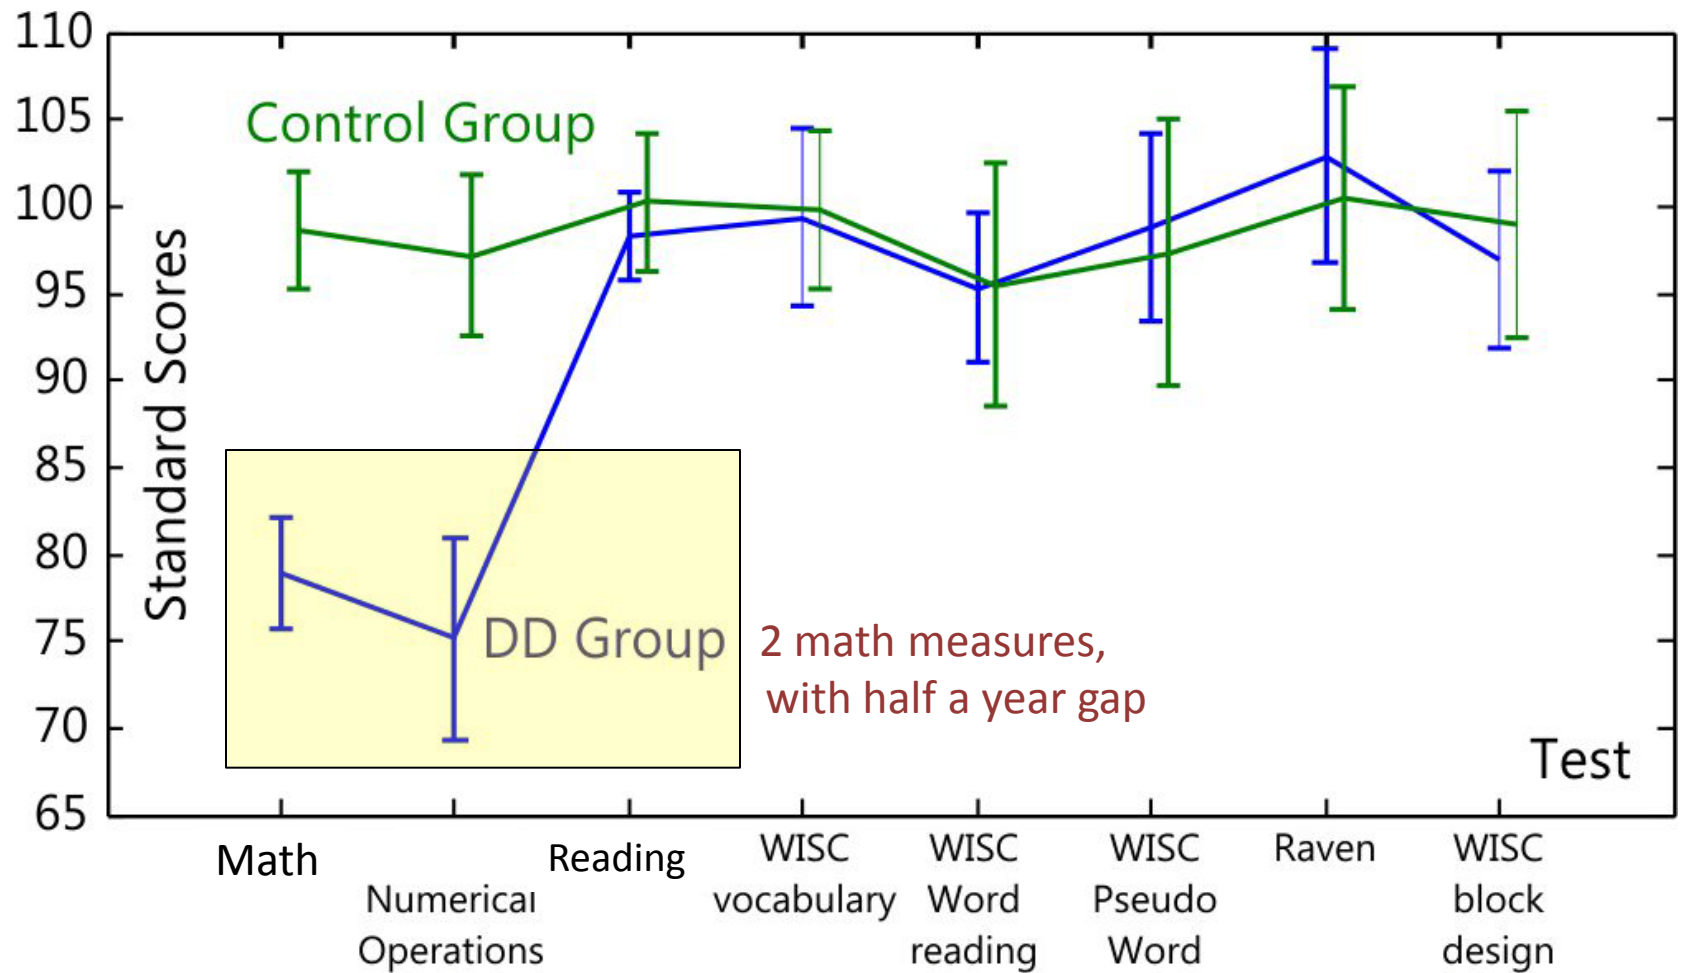 110
105
100
95
90
85
80
75
70
65
Standard Scores
Control Group
DD Group
2 math measures,
with half a year gap
Test
Math
Numerical
Operations
Reading
WISC
vocabulary
WISC
Word
reading
WISC
Pseudo
Word
Raven
WISC
block
design